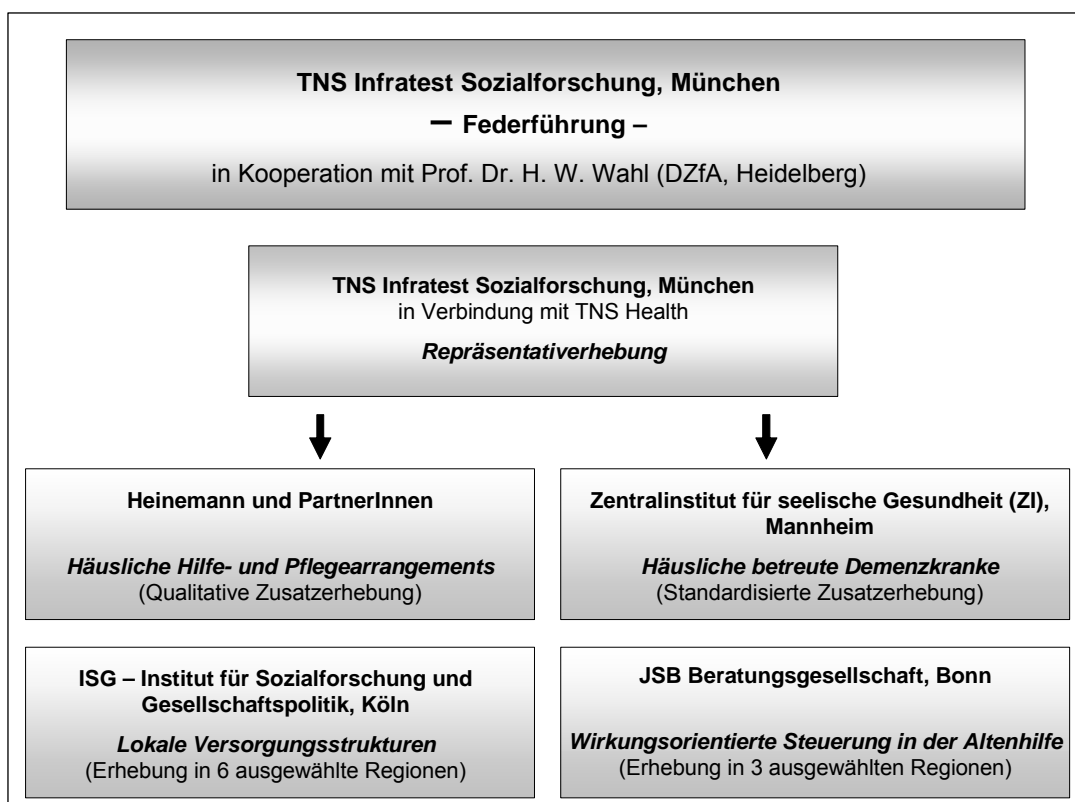 TNS Infratest Sozialforschung, München
– Federführung –
in Kooperation mit Prof. Dr. H. W. Wahl (DZfA, Heidelberg)
TNS Infratest Sozialforschung, München
in Verbindung mit TNS Health
Repräsentativerhebung
Heinemann und PartnerInnen
Häusliche Hilfe- und Pflegearrangements
(Qualitative Zusatzerhebung)
Zentralinstitut für seelische Gesundheit (ZI),
Mannheim
Häusliche betreute Demenzkranke
(Standardisierte Zusatzerhebung)
ISG – Institut für Sozialforschung und
Gesellschaftspolitik, Köln
Lokale Versorgungsstrukturen
(Erhebung in 6 ausgewählte Regionen)
JSB Beratungsgesellschaft, Bonn
Wirkungsorientierte Steuerung in der Altenhilfe
(Erhebung in 3 ausgewählten Regionen)